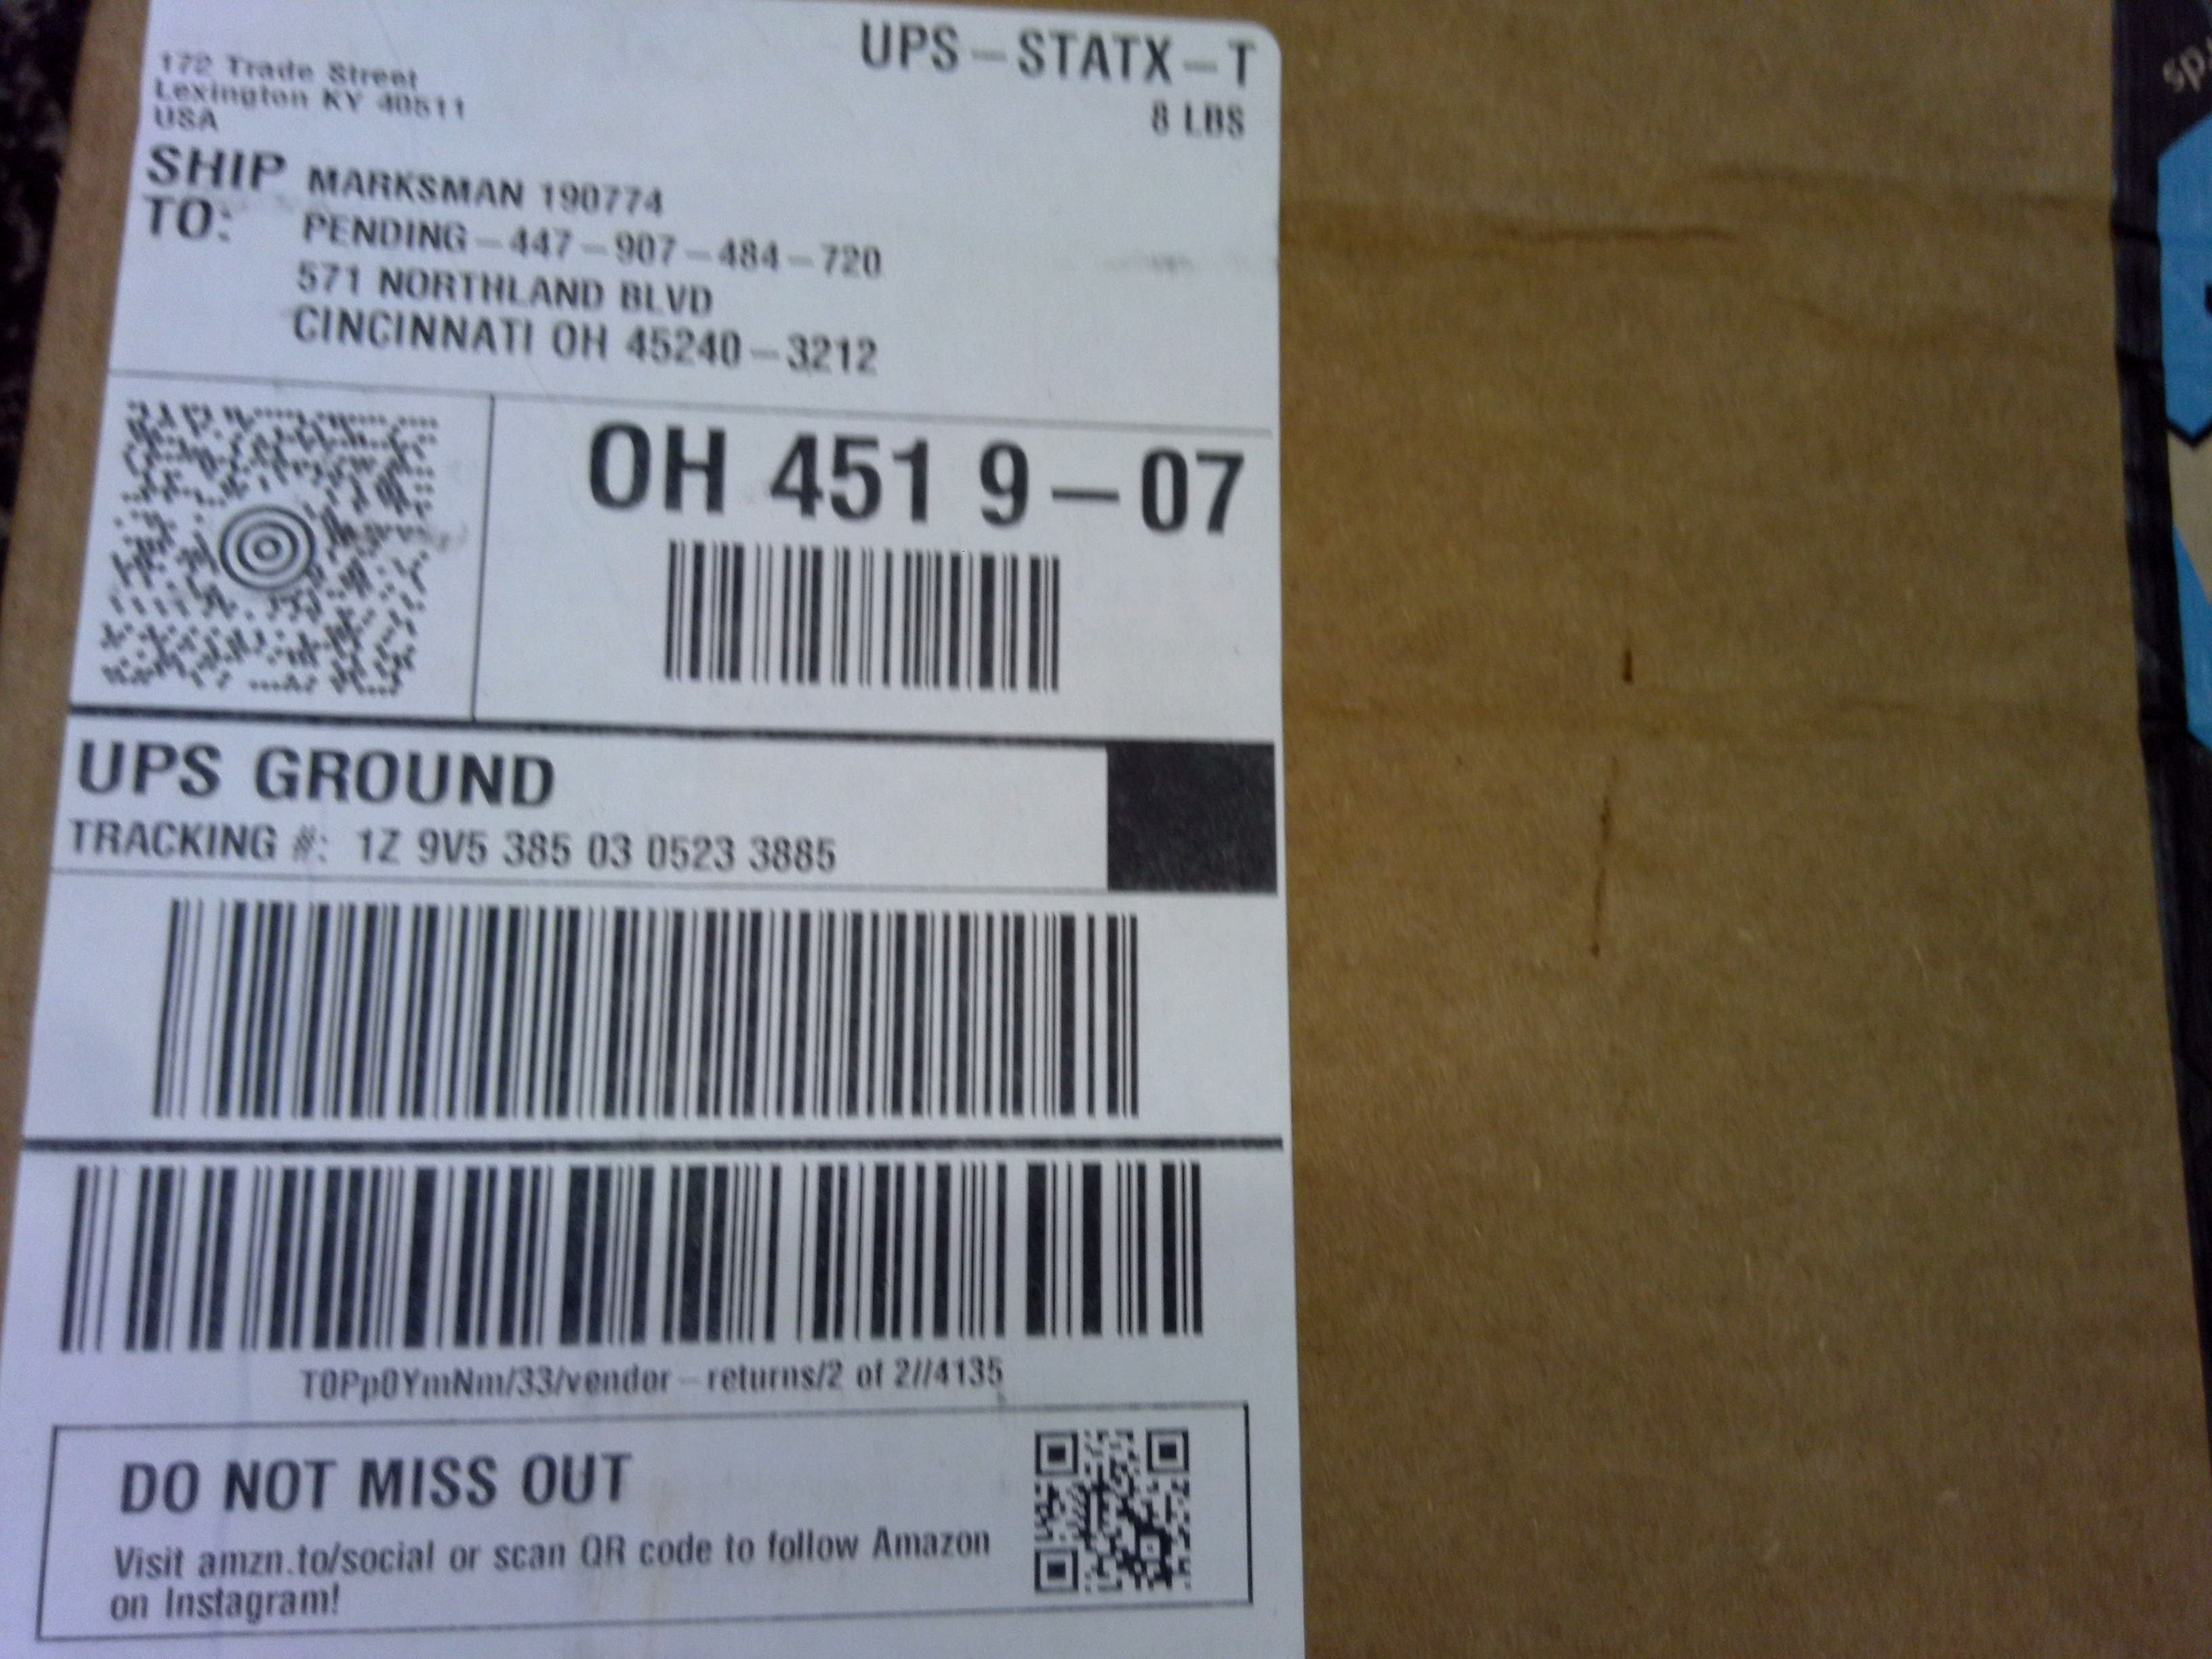 UPS-STATX-T
8 LBS
172 Trade Street
Lexington KY 40511
USA
SHIP TO:
MARKSMAN 190774
PENDING-447-907-484-720
571 NORTHLAND BLVD
CINCINNATI OH 45240-3212
OH 451 9-07
UPS GROUND
TRACKING #: 1Z 9V5 385 03 0523 3885
T0Pp0YmNm/33/vendor-returns/2 of 2//4135
DO NOT MISS OUT
Visit amzn.to/social or scan QR code to follow Amazon
on Instagram!